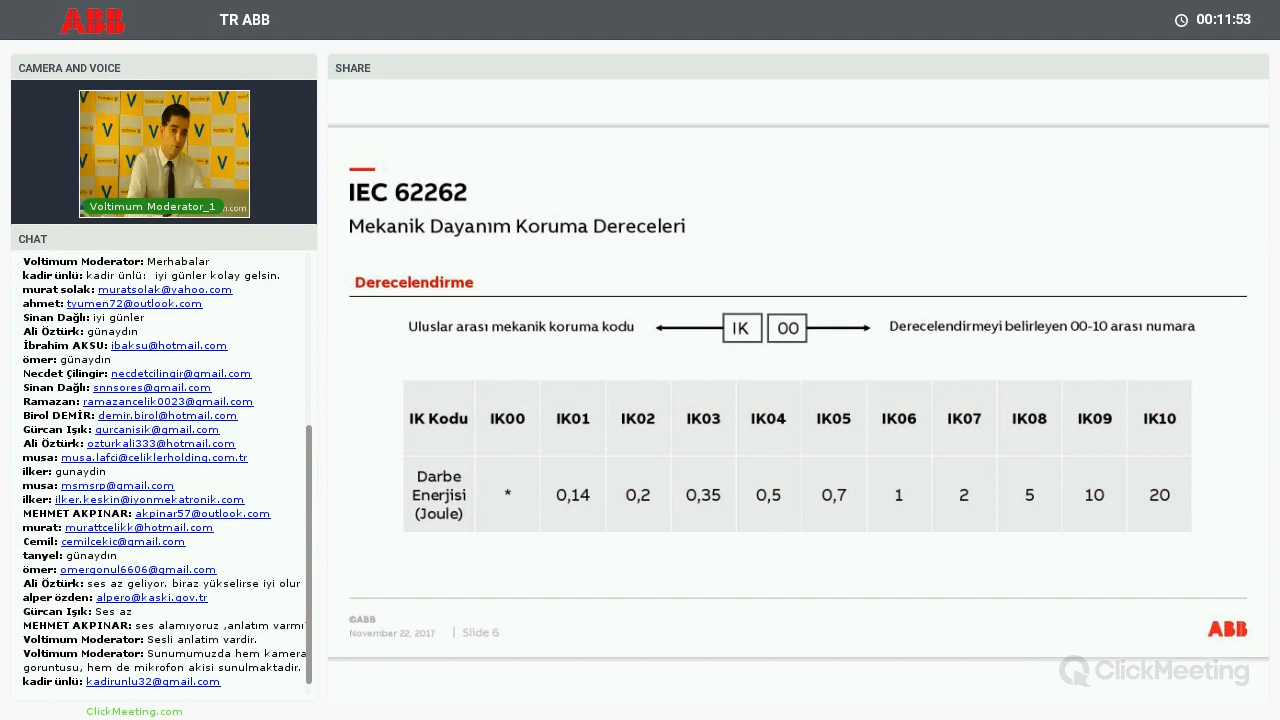 ABB
TR ABB
00:11:53
CAMERA AND VOICE
Voltimum Moderator_1
CHAT
Voltimum Moderator: Merhabalar
kadir ünlü: kadir ünlü: iyi günler kolay gelsin.
murat solak: muratsolak@yahoo.com
ahmet: tyumen72@outlook.com
Sinan Dağlı: iyi günler
Ali Öztürk: günaydın
İbrahim AKSU: ibaksu@hotmail.com
ömer: günaydın
Necdet Çilingir: necdetcilingir@gmail.com
Sinan Dağlı: snnsores@gmail.com
Ramazan: ramazancelik0023@gmail.com
Birol DEMİR: demir.birol@hotmail.com
Gürcan Işık: gurcanisik@gmail.com
Ali Öztürk: ozturkali333@hotmail.com
musa: musa.lafci@celiklerholding.com.tr
ilker: gunaydin
musa: msmsrp@gmail.com
ilker: ilker.keskin@iyonmekatronik.com
MEHMET AKPINAR: akpinar57@outlook.com
murat: murattcelikk@hotmail.com
Cemil: cemilcekic@gmail.com
tanyel: günaydın
ömer: omergonul6606@gmail.com
Ali Öztürk: ses az geliyor. biraz yükselirse iyi olur
alper özden: alpero@kaski.gov.tr
Gürcan Işık: Ses az
MEHMET AKPINAR: ses alamıyoruz ,anlatım varmı
Voltimum Moderator: Sesli anlatim vardir.
Voltimum Moderator: Sunumumuzda hem kamera
goruntusu, hem de mikrofon akisi sunulmaktadir.
kadir ünlü: kadirunlu32@gmail.com
ClickMeeting.com
SHARE
IEC 62262
Mekanik Dayanım Koruma Dereceleri
Derecelendirme
Uluslar arası mekanik koruma kodu IK 00 Derecelendirmeyi belirleyen 00-10 arası numara
IK Kodu IK00 IK01 IK02 IK03 IK04 IK05 IK06 IK07 IK08 IK09 IK10
Darbe
Enerjisi * 0,14 0,2 0,35 0,5 0,7 1 2 5 10 20
(Joule)
©ABB
November 22, 2017 | Slide 6
ABB
ClickMeeting